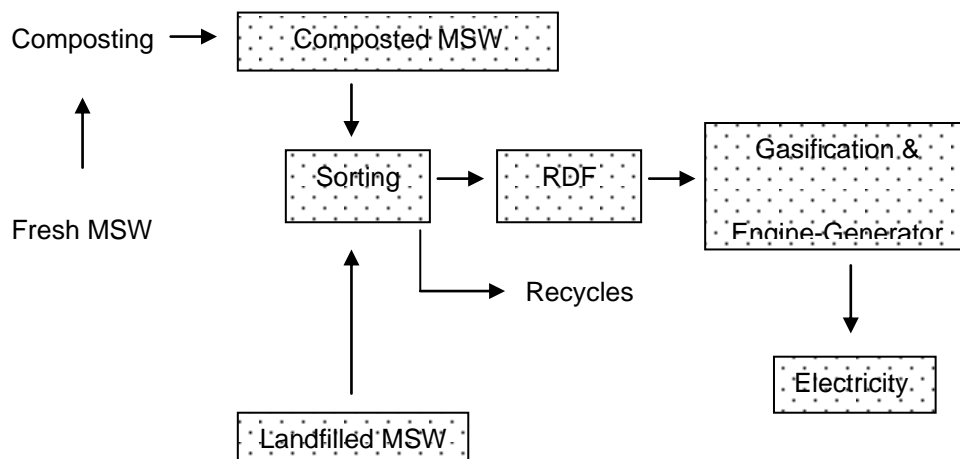 Composting
Composted MSW
Sorting
RDF
Gasification &
Engine-Generator
Fresh MSW
Recycles
Electricity
Landfilled MSW